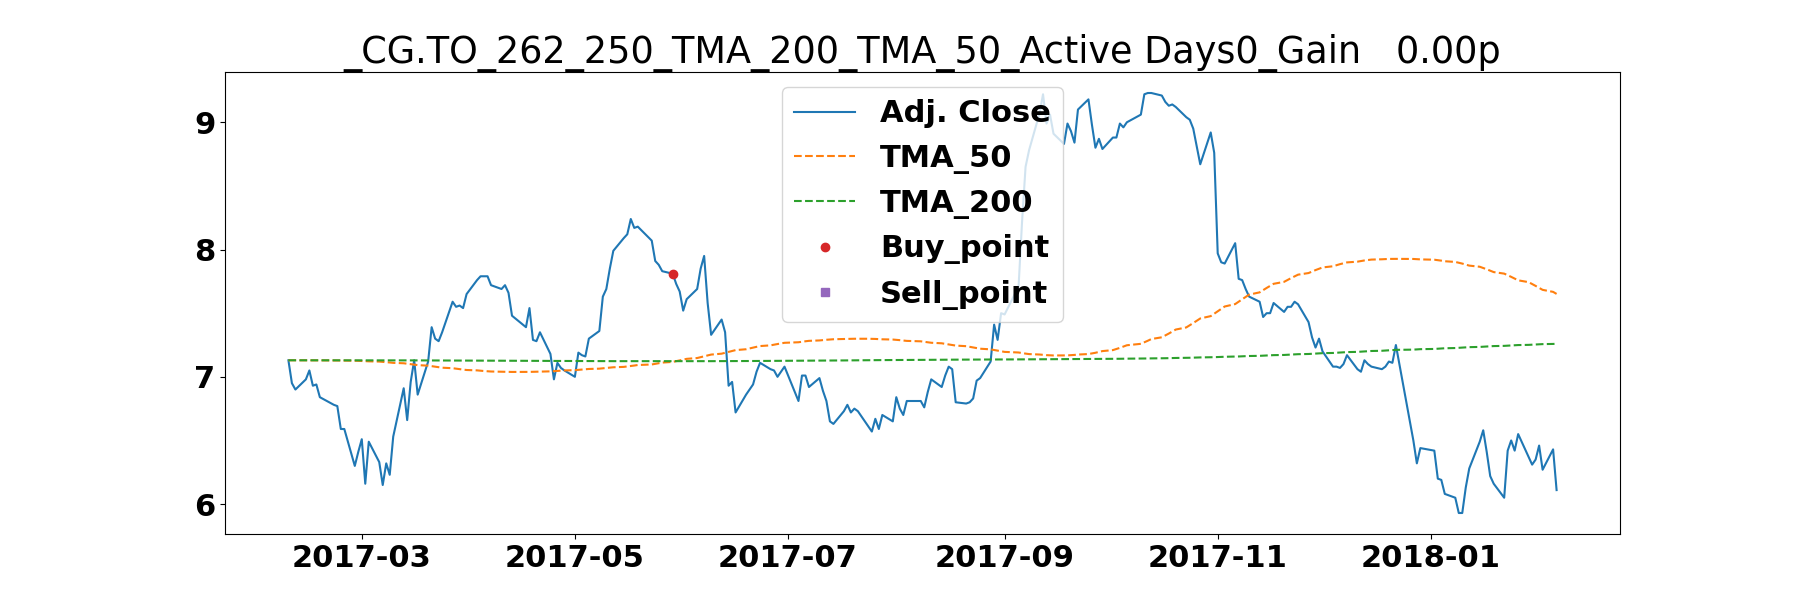 _CG.TO_262_250_TMA_200_TMA_50_Active Days0_Gain   0.00p
Adj. Close
TMA_50
TMA_200
Buy_point
Sell_point
9
8
7
6
2017-03 2017-05 2017-07 2017-09 2017-11 2018-01